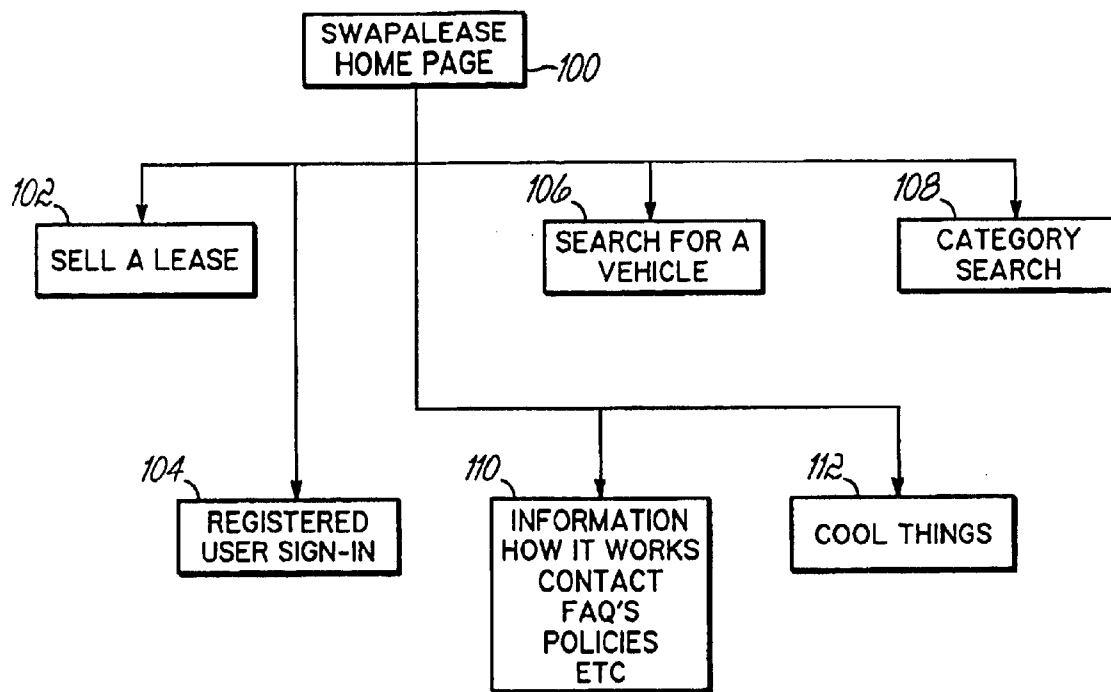 SWAPALEASE
HOME PAGE
100
102
SELL A LEASE
106
SEARCH FOR A
VEHICLE
108
CATEGORY
SEARCH
104
REGISTERED
USER SIGN-IN
110
INFORMATION
HOW IT WORKS
CONTACT
FAQ'S
POLICIES
ETC
112
COOL THINGS